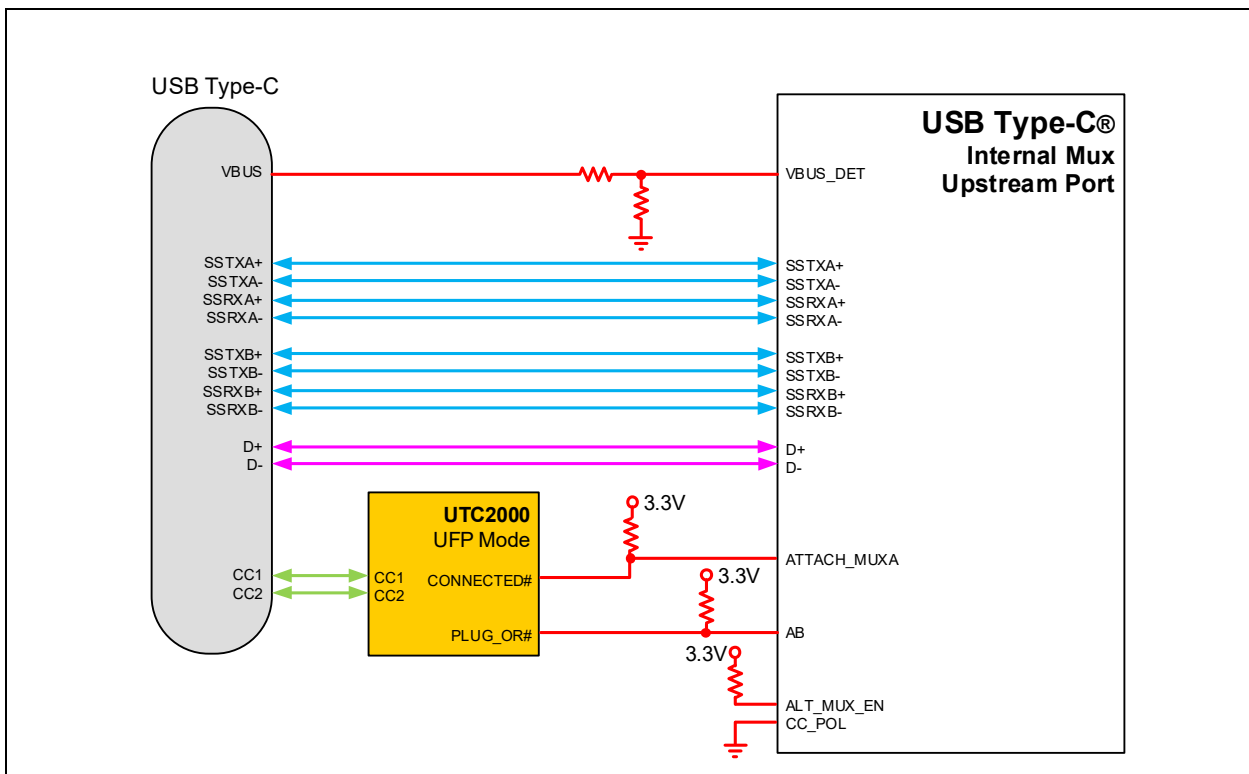 USB Type-C
VBUS
SSTXA+
SSTXA-
SSRXA+
SSRXA-
SSTXB+
SSTXB-
SSRXB+
SSRXB-
D+
D-
CC1
CC2
UTC2000
UFP Mode
CC1
CC2
CONNECTED#
PLUG_OR#
3.3V
3.3V
3.3V
USB Type-C®
Internal Mux
Upstream Port
VBUS_DET
SSTXA+
SSTXA-
SSRXA+
SSRXA-
SSTXB+
SSTXB-
SSRXB+
SSRXB-
D+
D-
ATTACH_MUXA
AB
ALT_MUX_EN
CC_POL